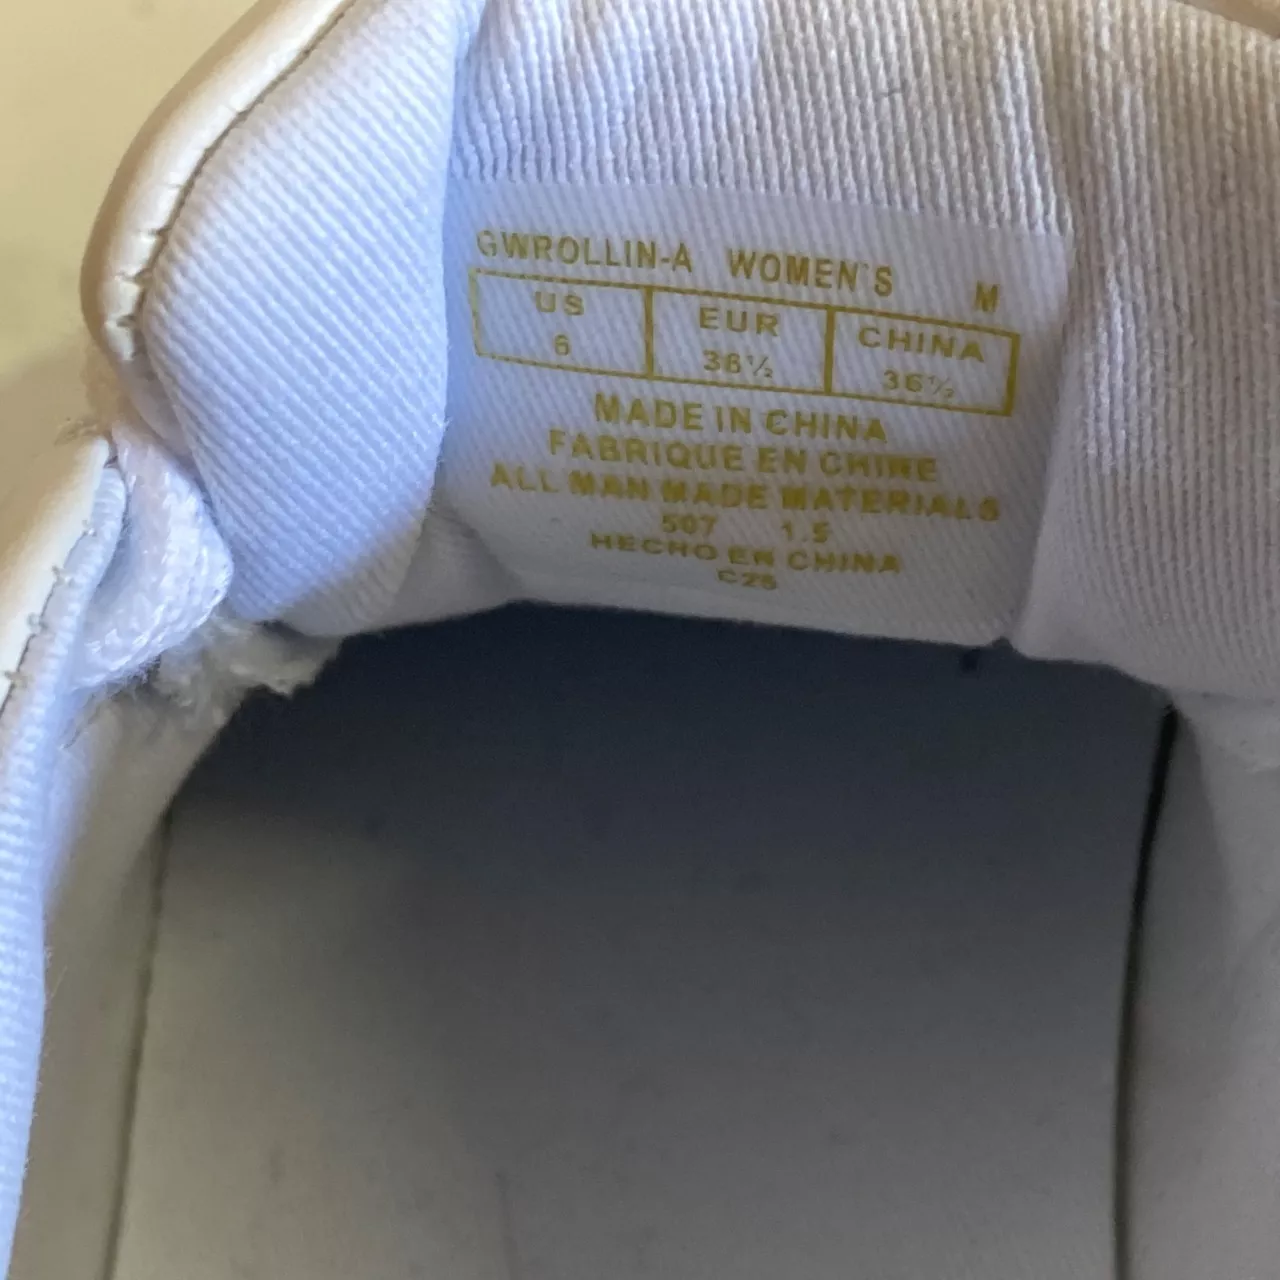 GWROLLIN-A WOMEN'S M
US EUR CHINA
6 36½ 36½
MADE IN CHINA
FABRIQUE EN CHINE
ALL MAN MADE MATERIALS
507 1.5
HECHO EN CHINA
C26